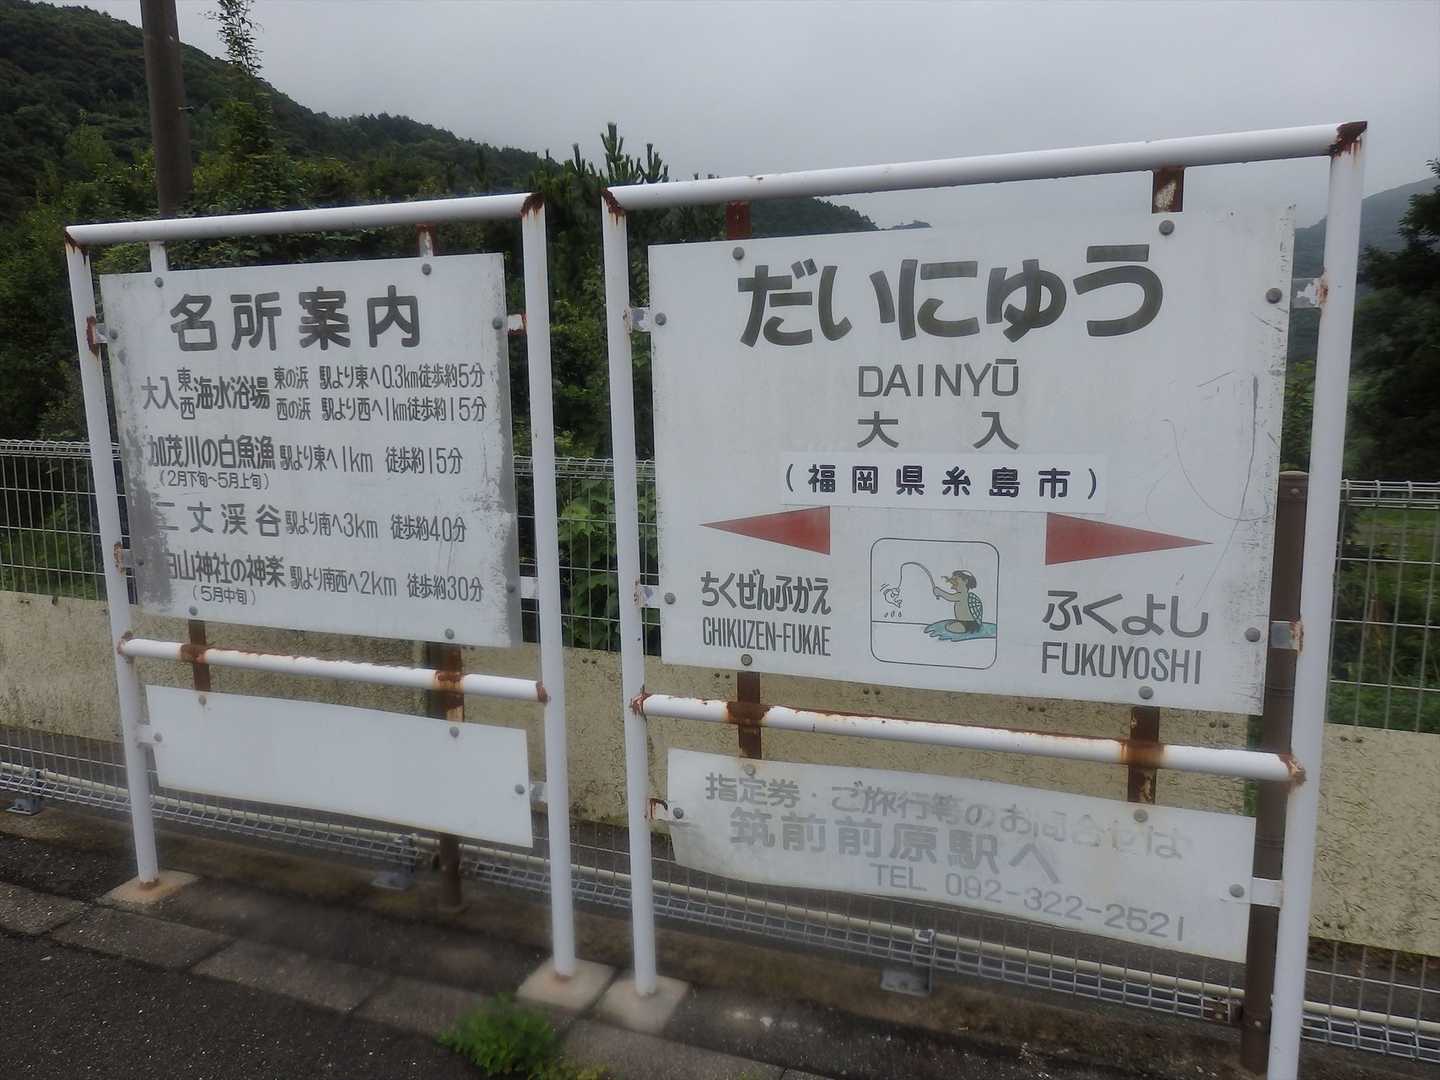 名所案内
大入東西海水浴場 東の浜 駅より東へ0.3km徒歩約5分
西の浜 駅より西へ1km徒歩約15分
加茂川の白魚漁 駅より東へ1km 徒歩約15分
(2月下旬〜5月上旬)
二丈渓谷 駅より南へ3km 徒歩約40分
白山神社の神楽 駅より南西へ2km 徒歩約30分
(5月中旬)
だいにゅう
DAINYŪ
大入
(福岡県糸島市)
ちくぜんふかえ
CHIKUZEN-FUKAE
ふくよし
FUKUYOSHI
指定券・ご旅行等のお問合せは
筑前前原駅へ
TEL 092-322-2521